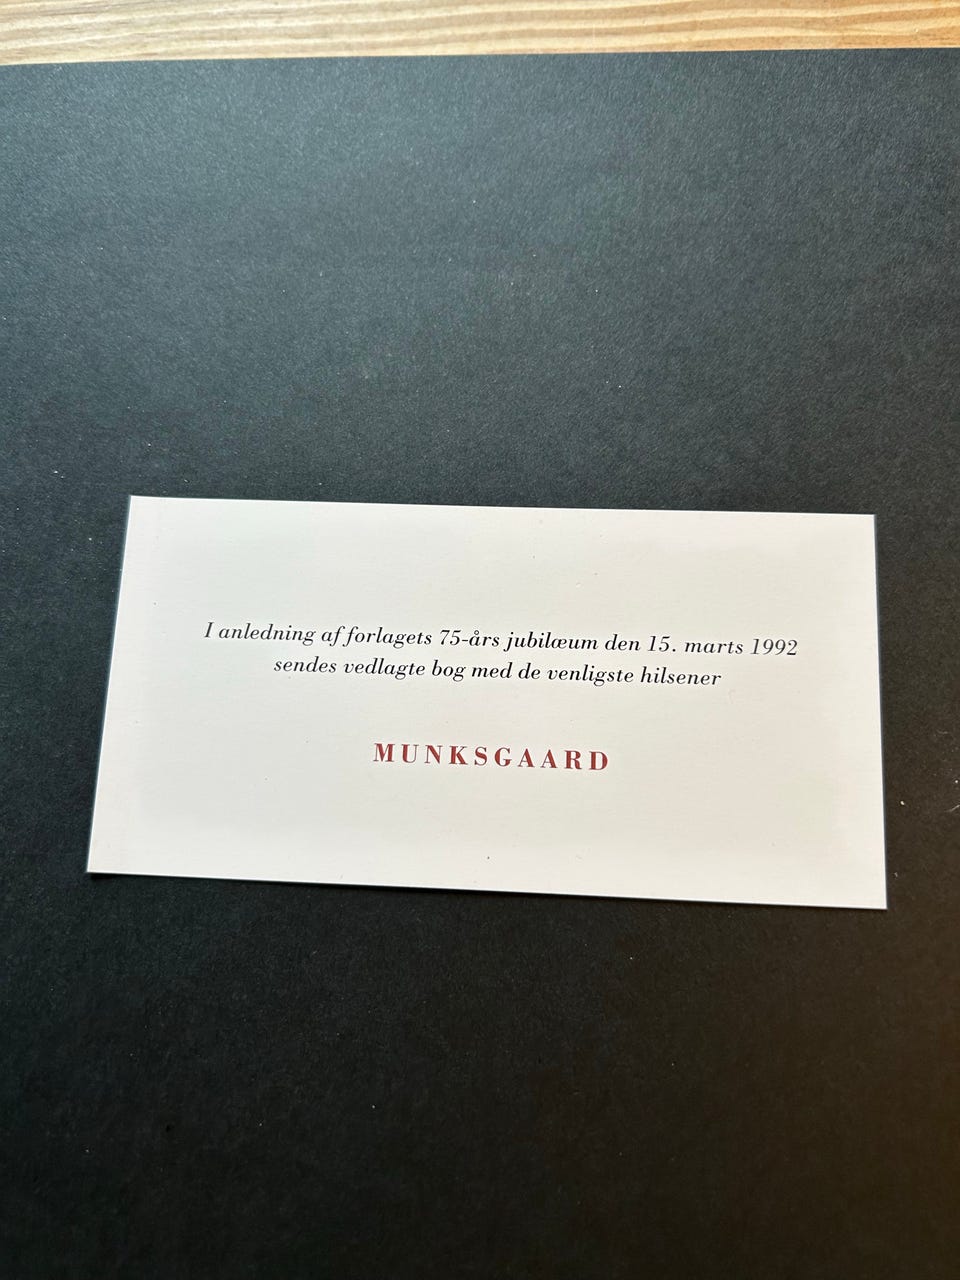 I anledning af forlagets 75-års jubilæum den 15. marts 1992
sendes vedlagte bog med de venligste hilsener
MUNKSGAARD